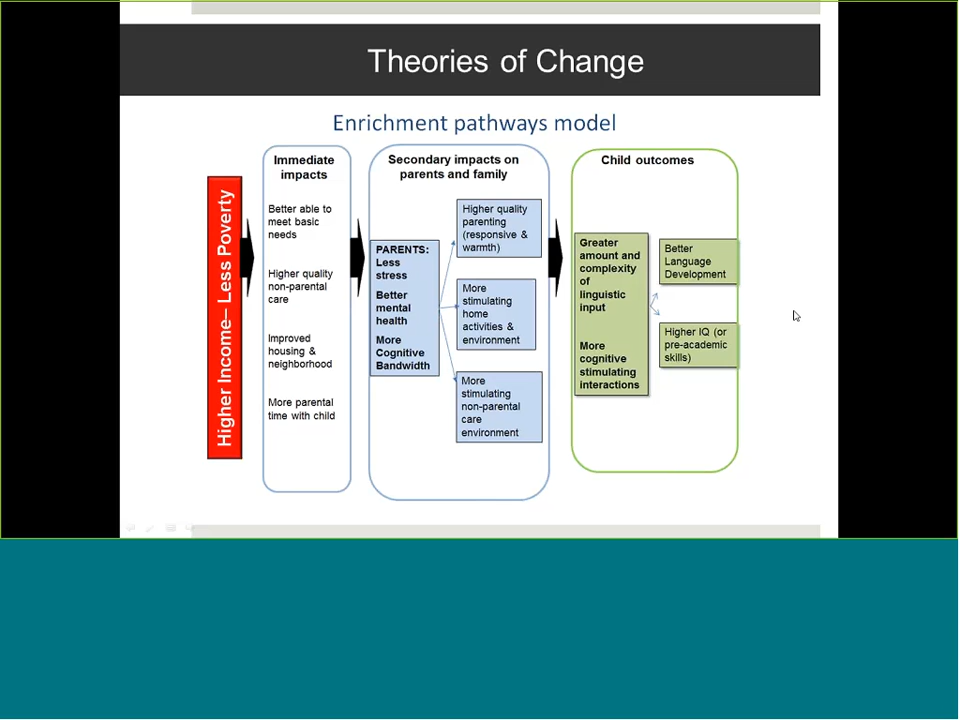 Theories of Change
Enrichment pathways model
Higher Income– Less Poverty
Immediate
impacts
Better able to
meet basic
needs
Higher quality
non-parental
care
Improved
housing &
neighborhood
More parental
time with child
Secondary impacts on
parents and family
PARENTS:
Less
stress
Better
mental
health
More
Cognitive
Bandwidth
Higher quality
parenting
(responsive &
warmth)
More
stimulating
home
activities &
environment
More
stimulating
non-parental
care
environment
Child outcomes
Greater
amount and
complexity
of
linguistic
input
More
cognitive
stimulating
interactions
Better
Language
Development
Higher IQ (or
pre-academic
skills)